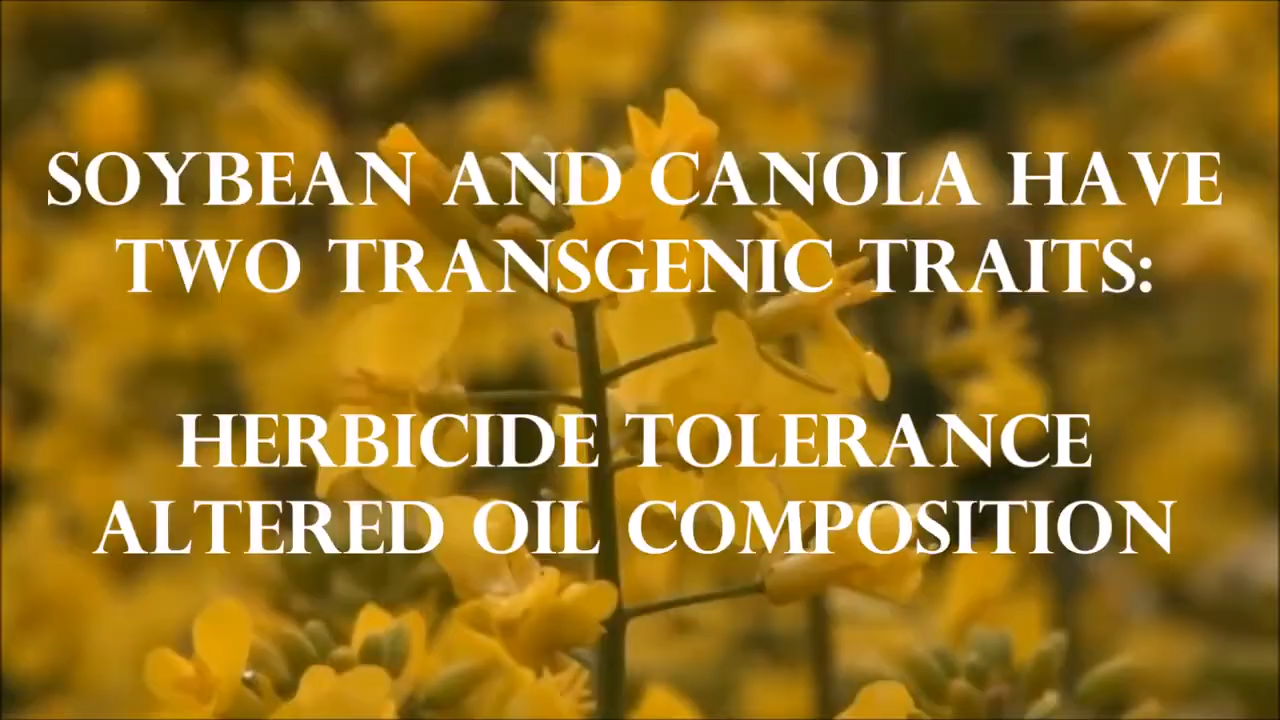 SOYBEAN AND CANOLA HAVE
TWO TRANSGENIC TRAITS:
HERBICIDE TOLERANCE
ALTERED OIL COMPOSITION